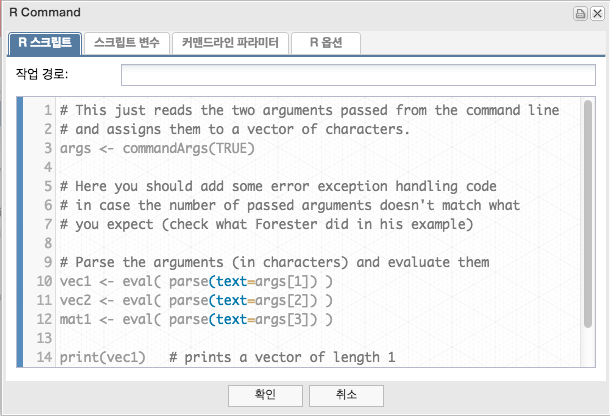 R Command
R 스크립트 스크립트 변수 커맨드라인 파라미터 R 옵션
작업 경로:
1 # This just reads the two arguments passed from the command line
2 # and assigns them to a vector of characters.
3 args <- commandArgs(TRUE)
4
5 # Here you should add some error exception handling code
6 # in case the number of passed arguments doesn't match what
7 # you expect (check what Forester did in his example)
8
9 # Parse the arguments (in characters) and evaluate them
10 vec1 <- eval( parse(text=args[1]) )
11 vec2 <- eval( parse(text=args[2]) )
12 mat1 <- eval( parse(text=args[3]) )
13
14 print(vec1)   # prints a vector of length 1
확인 취소